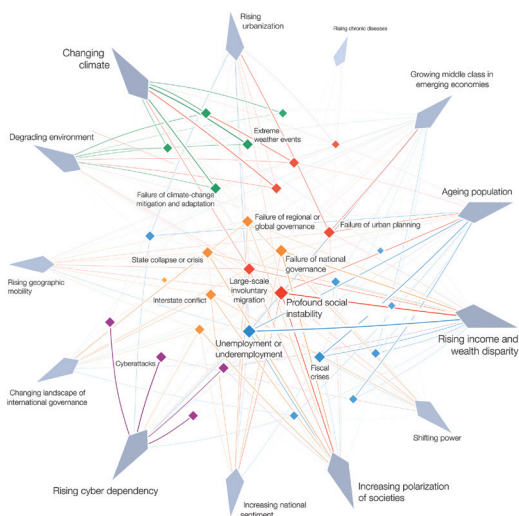 Rising
urbanization
Rising chronic diseases
Changing
climate
Growing middle class in
emerging economies
Degrading environment
Extreme
weather events
Failure of climate-change
mitigation and adaptation
Ageing population
Failure of regional or
global governance
Failure of urban planning
State collapse or crisis
Failure of national
governance
Rising geographic
mobility
Large-scale
involuntary
migration
Interstate conflict
Profound social
instability
Unemployment or
underemployment
Rising income and
wealth disparity
Cyberattacks
Fiscal
crises
Changing landscape of
international governance
Shifting power
Rising cyber dependency
Increasing polarization
of societies
Increasing national
sentiment